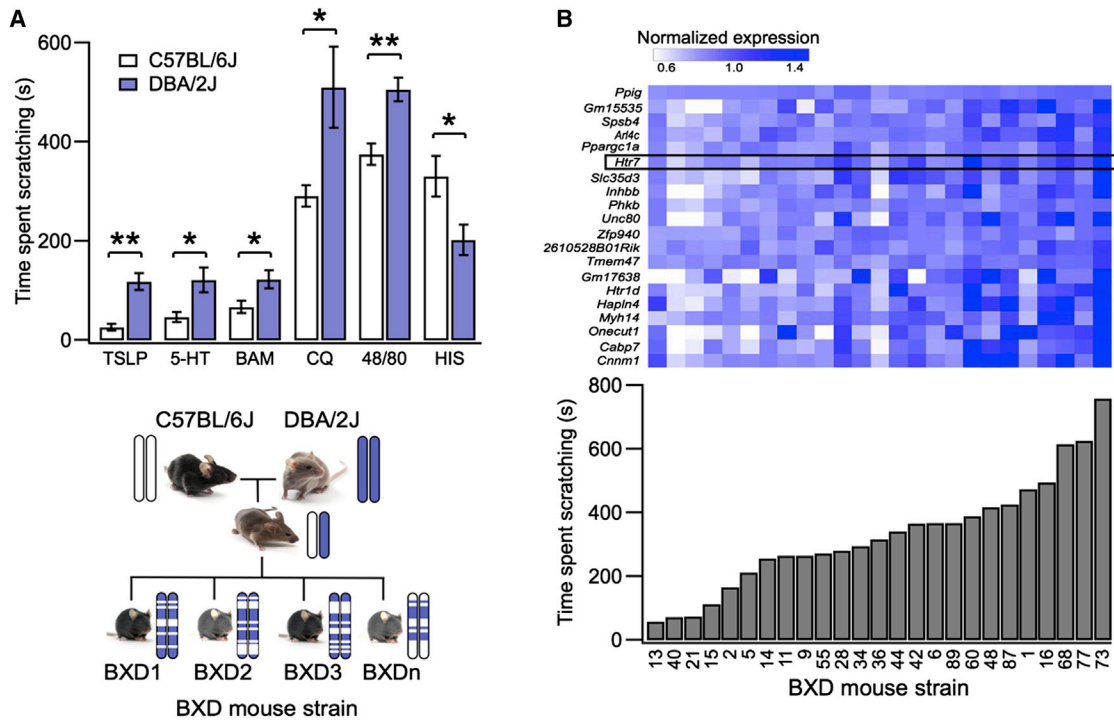 A
Time spent scratching (s)
600
400
200
0
C57BL/6J
DBA/2J
**
*
*
*
**
*
TSLP 5-HT BAM CQ 48/80 HIS
C57BL/6J DBA/2J
BXD1 BXD2 BXD3 BXDn
BXD mouse strain
B
Normalized expression
0.6 1.0 1.4
Ppig
Gm15535
Spsb4
Arl4c
Ppargc1a
Htr7
Slc35d3
Inhbb
Phkb
Unc80
Zfp940
2610528B01Rik
Tmem47
Gm17638
Htr1d
Hapln4
Myh14
Onecut1
Cabp7
Cnnm1
Time spent scratching (s)
800
600
400
200
0
13 40 21 15 2 5 14 11 9 55 28 34 36 44 42 6 89 60 48 87 1 16 68 77 73
BXD mouse strain